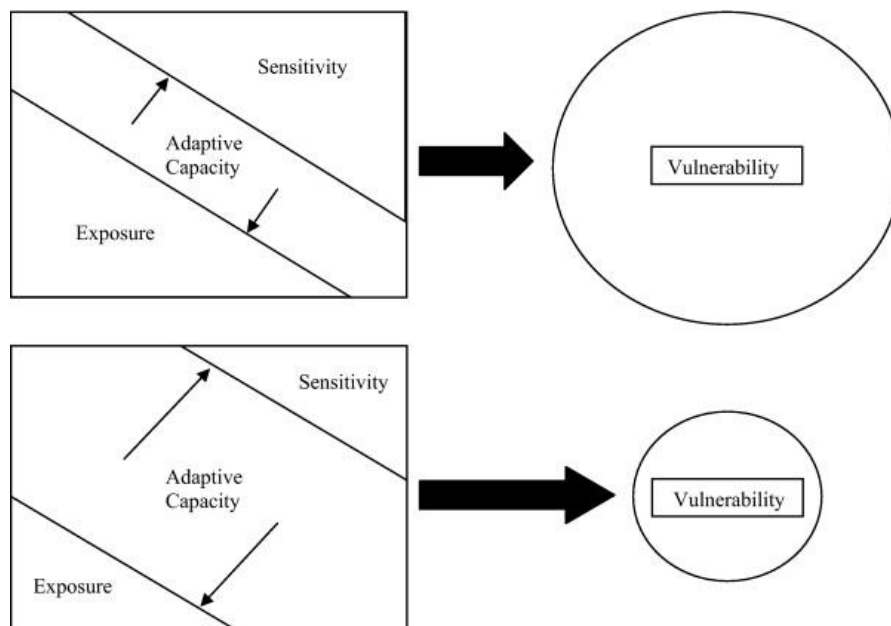 Sensitivity
Adaptive
Capacity
Exposure
Vulnerability
Sensitivity
Adaptive
Capacity
Exposure
Vulnerability